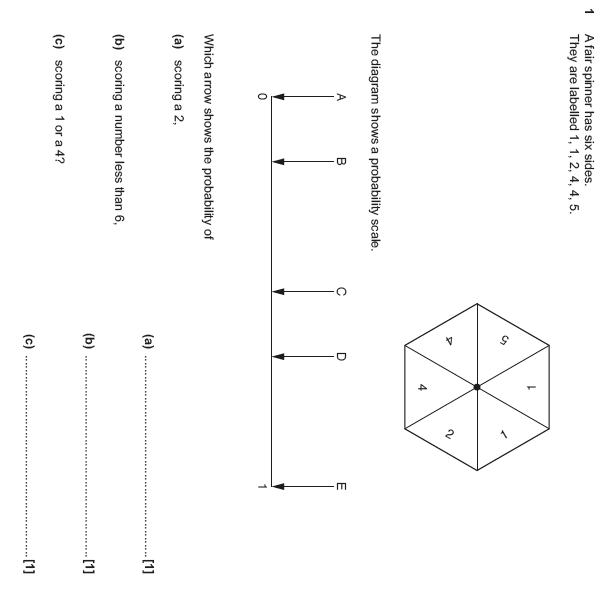 1 A fair spinner has six sides.
They are labelled 1, 1, 2, 4, 4, 5.
5 1
4 1
4 2
The diagram shows a probability scale.
A B C D E
0 1
Which arrow shows the probability of
(a) scoring a 2,
(a) ........................................ [1]
(b) scoring a number less than 6,
(b) ........................................ [1]
(c) scoring a 1 or a 4?
(c) ........................................ [1]